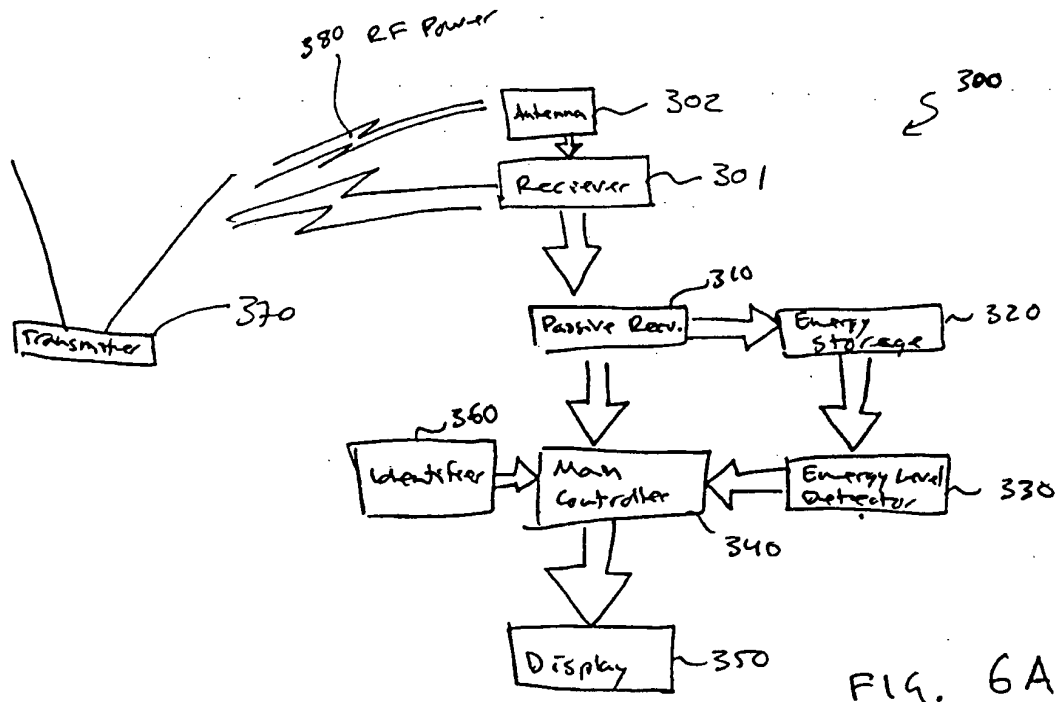 380 RF Power
300
Antenna
302
Reciever
301
310
Transmitter
370
Passive Recv.
Energy
Storage
320
360
Identifier
Main
Controller
340
Energy Level
Detector
330
Display
350
FIG. 6A